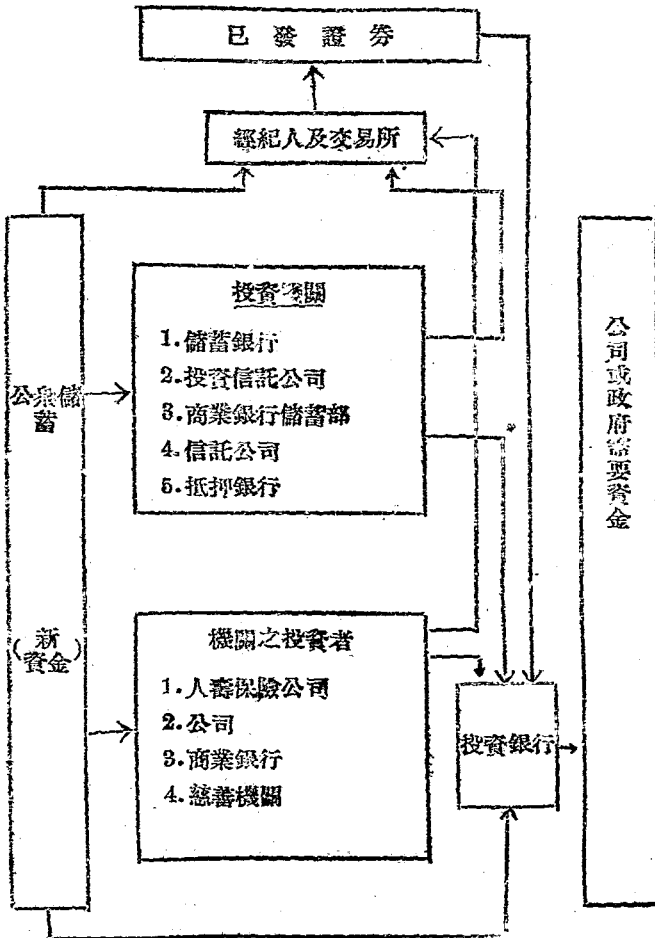 已發證券
經紀人及交易所
投資機關
1.儲蓄銀行
2.投資信託公司
3.商業銀行儲蓄部
4.信託公司
5.抵押銀行
公衆儲
蓄
(新
資金)
機關之投資者
1.人壽保險公司
2.公司
3.商業銀行
4.慈善機關
投資銀行
公司或政府需要資金